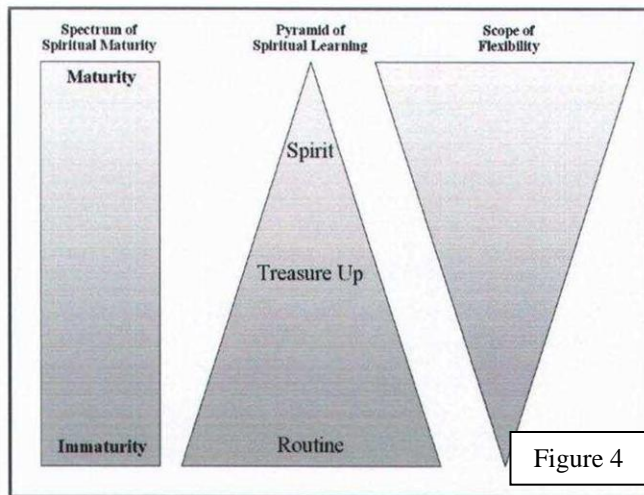 Spectrum of
Spiritual Maturity
Pyramid of
Spiritual Learning
Scope of
Flexibility
Maturity
Spirit
Treasure Up
Immaturity
Routine
Figure 4